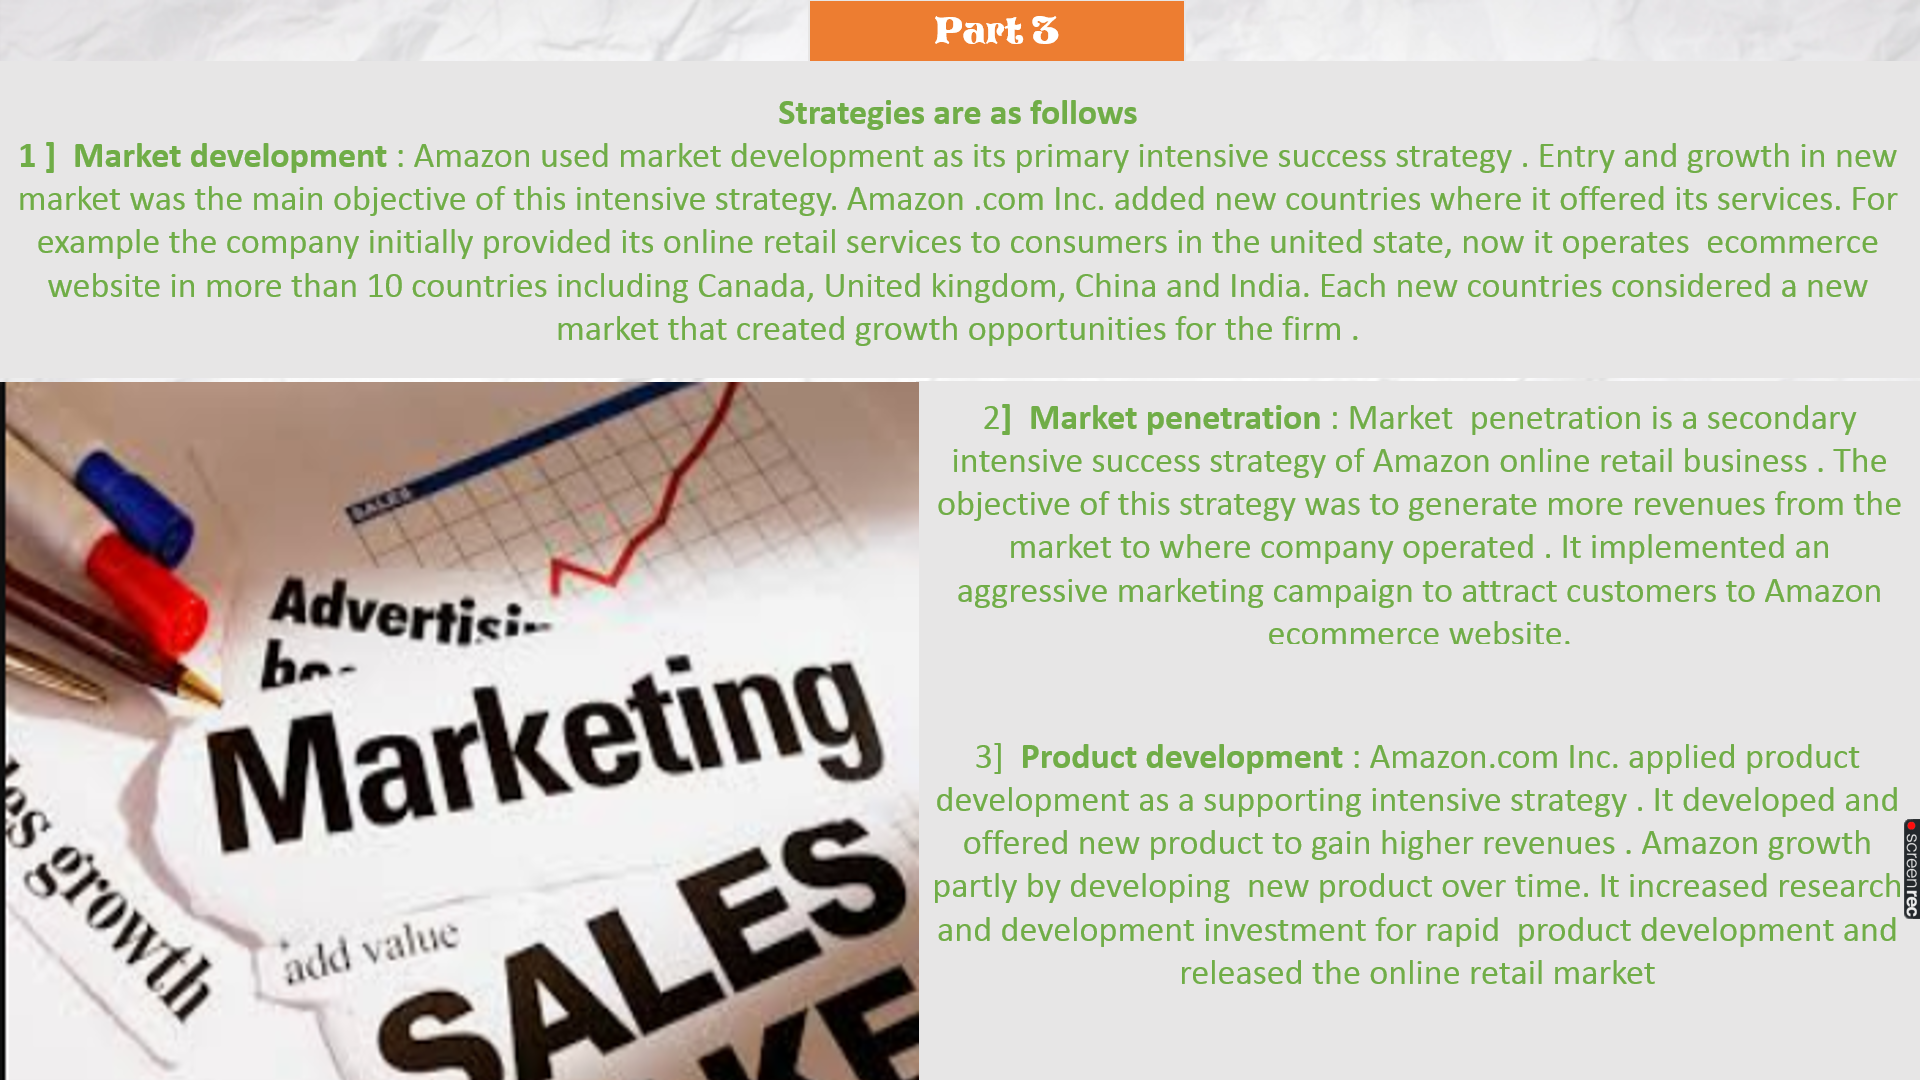 Part 3
Strategies are as follows
1 ] Market development : Amazon used market development as its primary intensive success strategy . Entry and growth in new
market was the main objective of this intensive strategy. Amazon .com Inc. added new countries where it offered its services. For
example the company initially provided its online retail services to consumers in the united state, now it operates ecommerce
website in more than 10 countries including Canada, United kingdom, China and India. Each new countries considered a new
market that created growth opportunities for the firm .
2] Market penetration : Market penetration is a secondary
intensive success strategy of Amazon online retail business . The
objective of this strategy was to generate more revenues from the
market to where company operated . It implemented an
aggressive marketing campaign to attract customers to Amazon
ecommerce website.
3] Product development : Amazon.com Inc. applied product
development as a supporting intensive strategy . It developed and
offered new product to gain higher revenues . Amazon growth
partly by developing new product over time. It increased research
and development investment for rapid product development and
released the online retail market
SALES
Marketing
growth
add value
SALES
screenrec